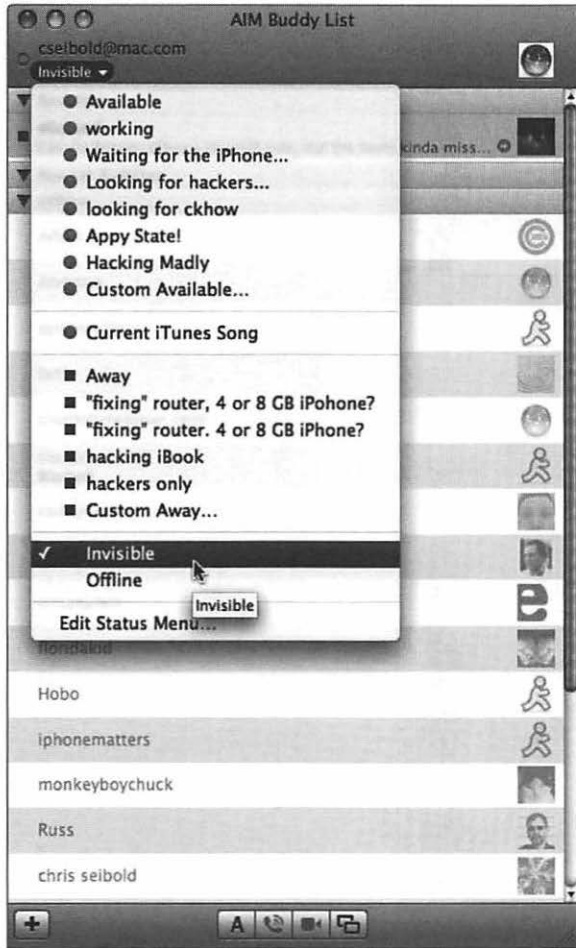 AIM Buddy List
cseibold@mac.com
Invisible
Available
working
Waiting for the iPhone...
kinda miss...
Looking for hackers...
looking for ckhow
Appy State!
Hacking Madly
Custom Available...
Current iTunes Song
Away
"fixing" router, 4 or 8 GB iPohone?
"fixing" router. 4 or 8 GB iPhone?
hacking iBook
hackers only
Custom Away...
Invisible
Offline
Invisible
Edit Status Menu...
floridakid
Hobo
iphonematters
monkeyboychuck
Russ
chris seibold
A